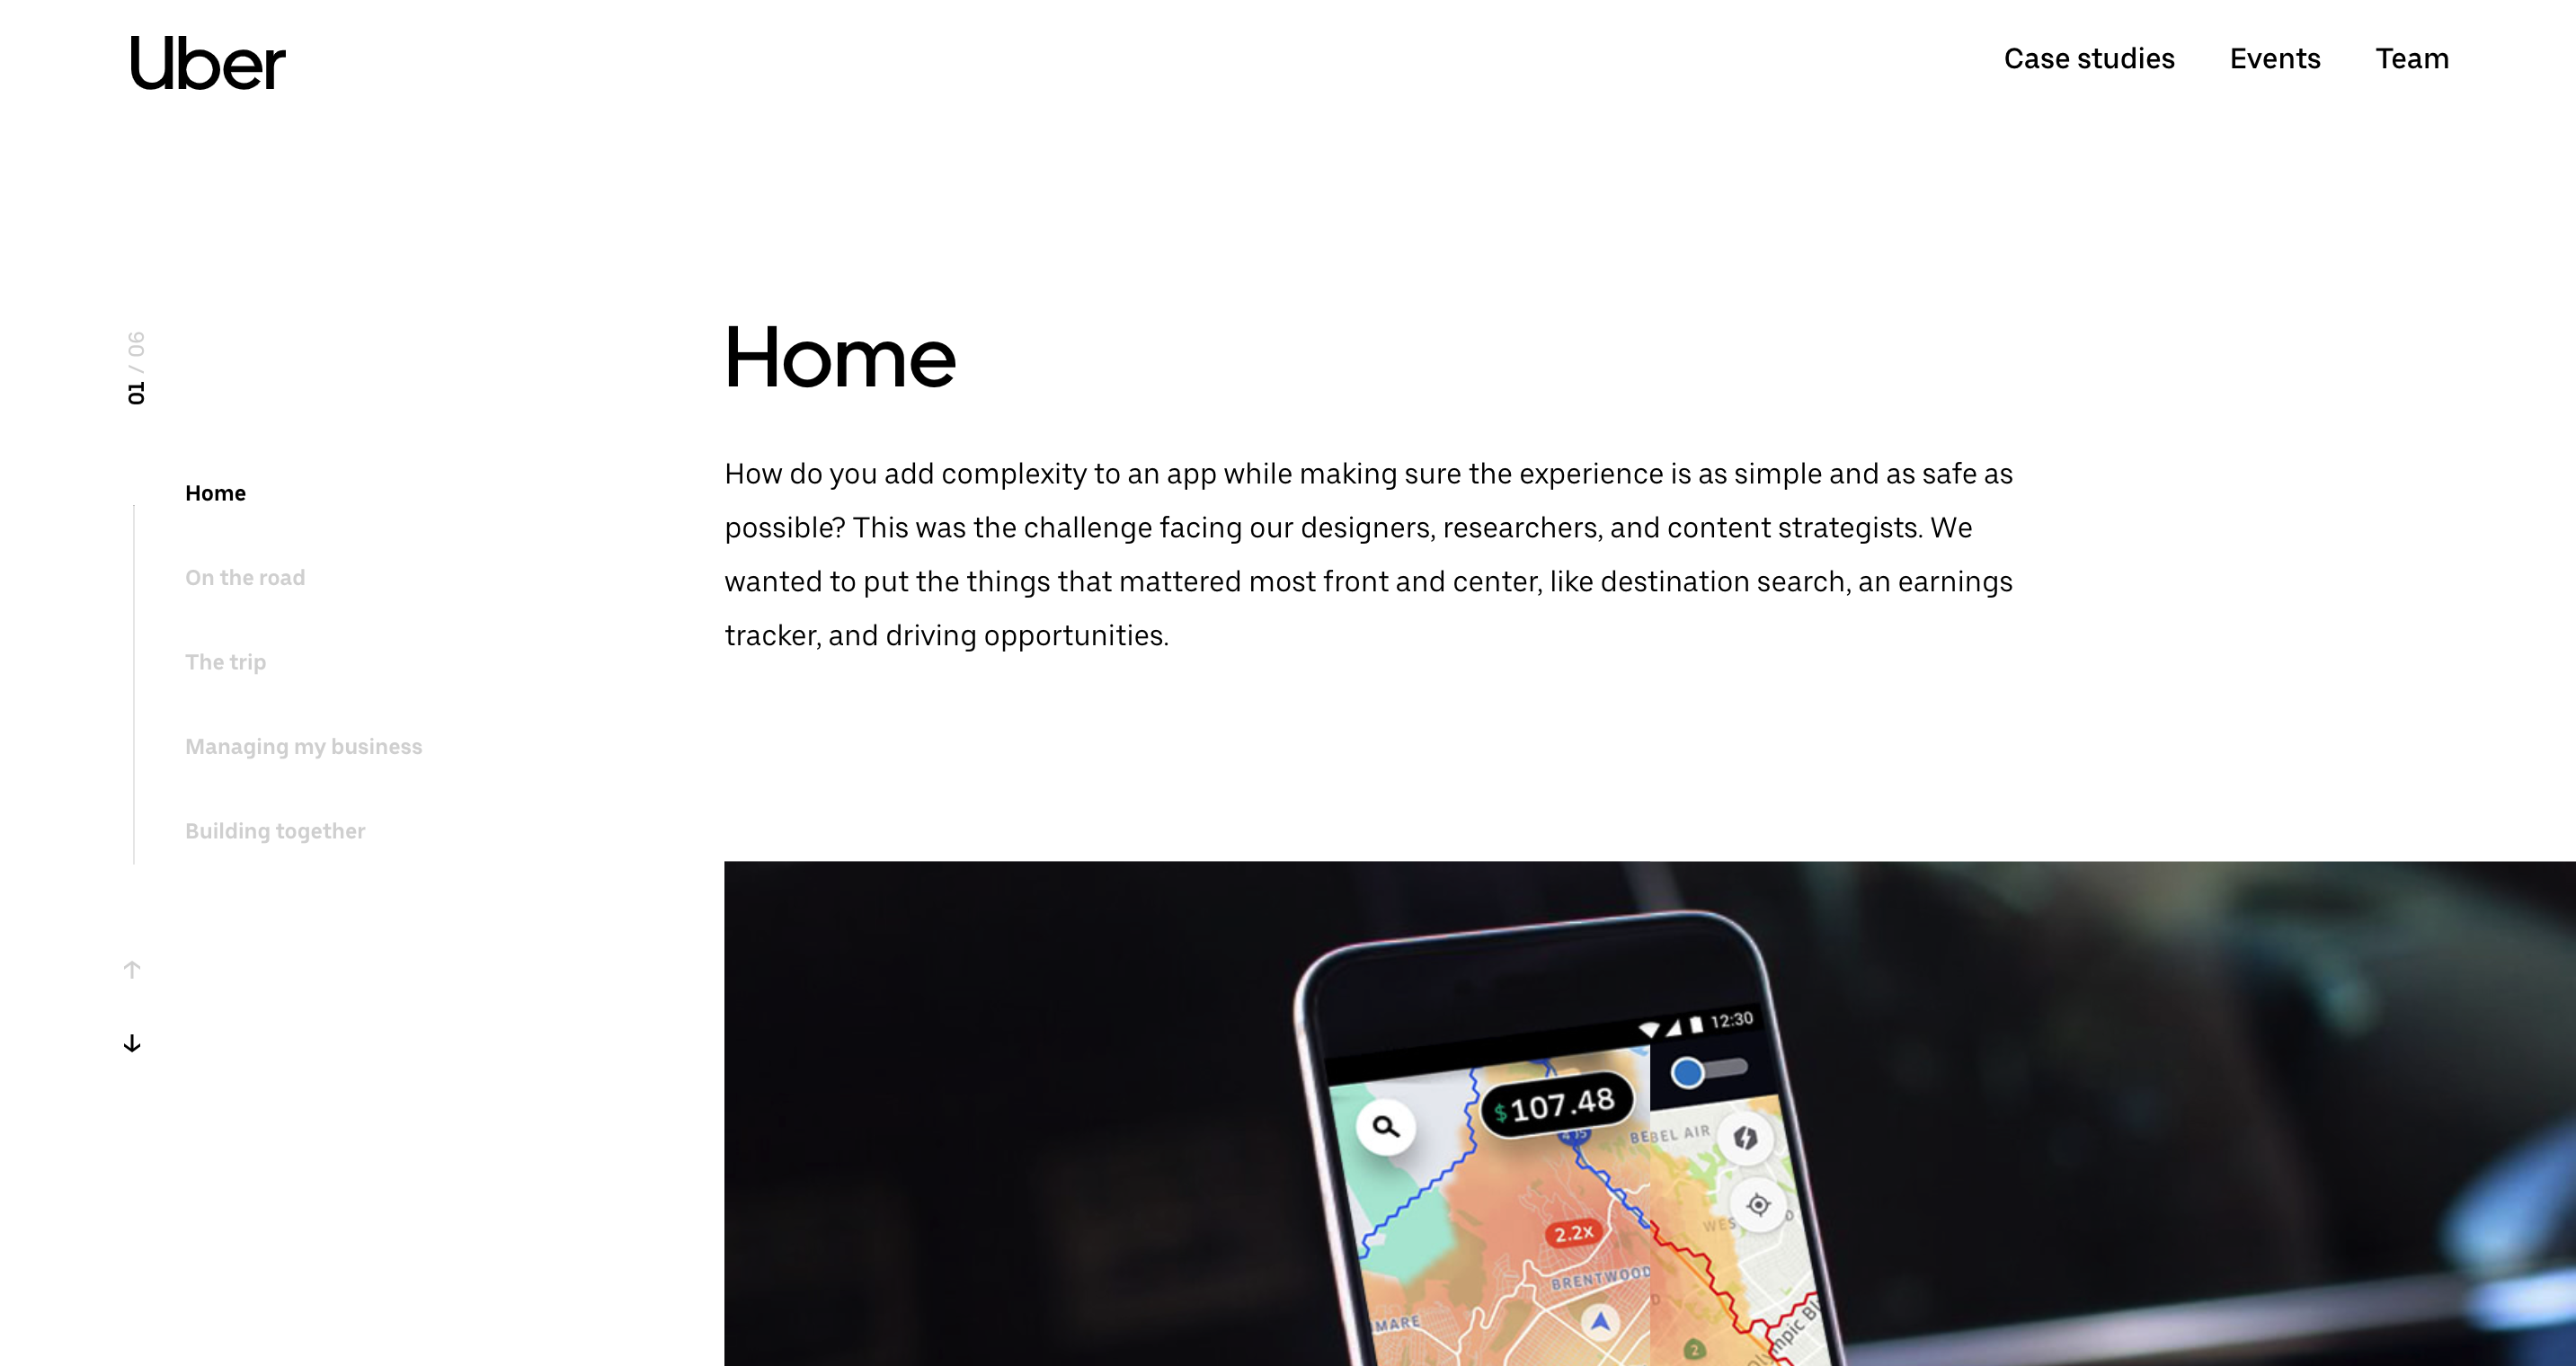 Uber
Case studies
Events
Team
01 / 06
Home
On the road
The trip
Managing my business
Building together
Home
How do you add complexity to an app while making sure the experience is as simple and as safe as
possible? This was the challenge facing our designers, researchers, and content strategists. We
wanted to put the things that mattered most front and center, like destination search, an earnings
tracker, and driving opportunities.
12:30
$107.48
BEL AIR
2.2x
BRENTWOOD
2